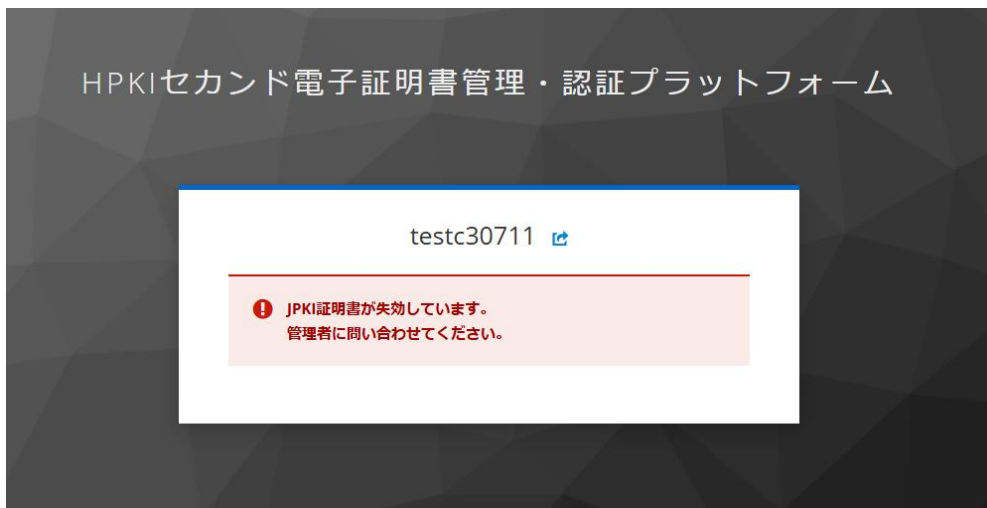 HPKIセカンド電子証明書管理・認証プラットフォーム
testc30711
JPKI証明書が失効しています。
管理者に問い合わせてください。